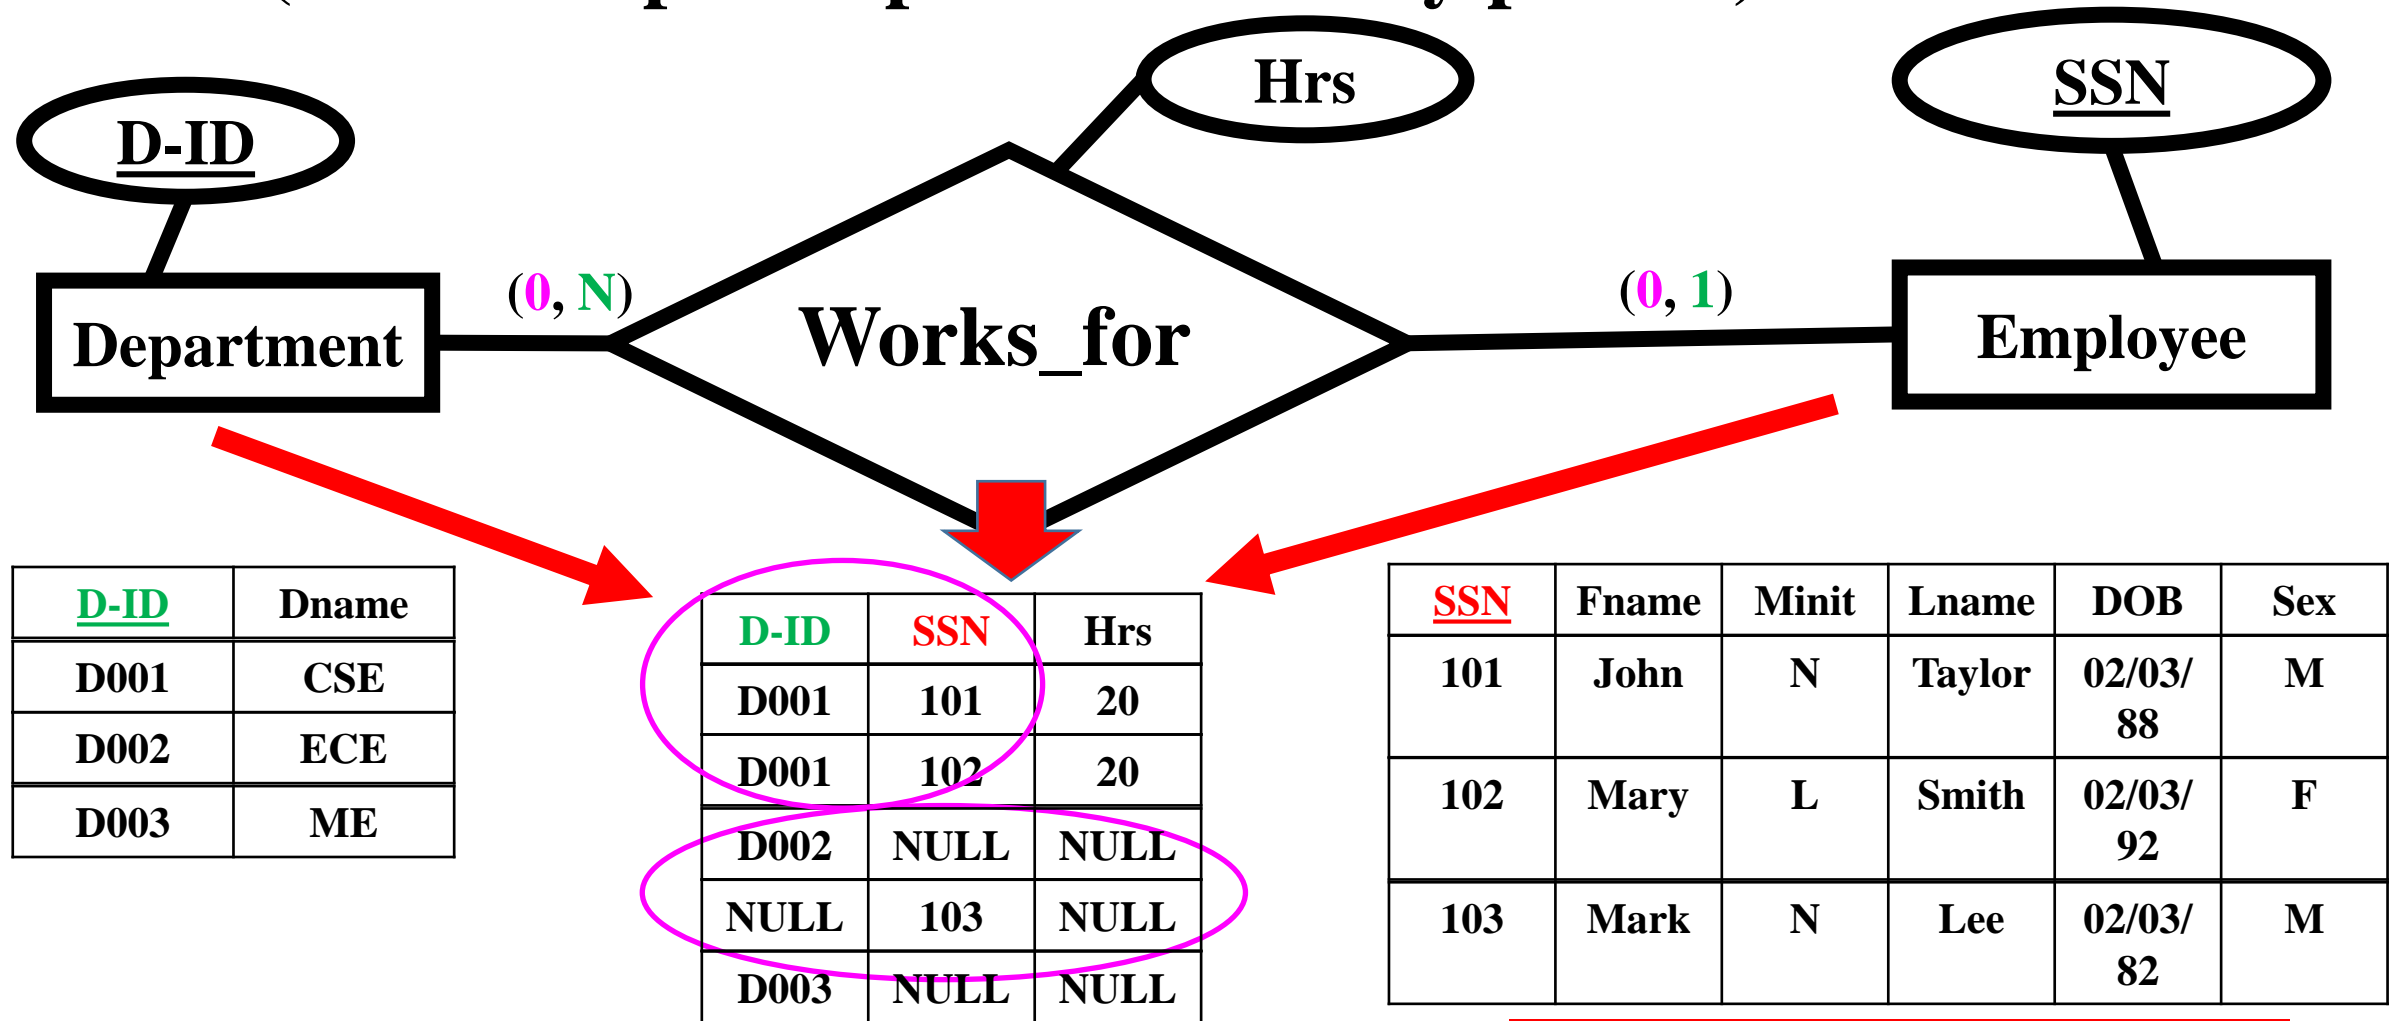 Hrs
SSN
D-ID
(0, N)
(0, 1)
Department
Works_for
Employee
D-ID Dname
D001 CSE
D002 ECE
D003 ME
D-ID SSN Hrs
D001 101 20
D001 102 20
D002 NULL NULL
NULL 103 NULL
D003 NULL NULL
SSN Fname Minit Lname DOB Sex
101 John N Taylor 02/03/ M
88
102 Mary L Smith 02/03/ F
92
103 Mark N Lee 02/03/ M
82